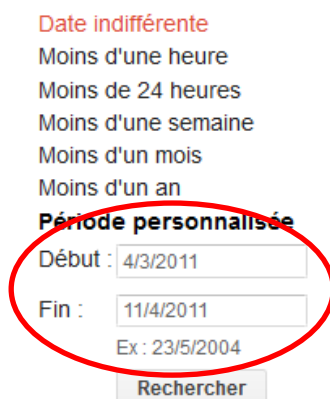 Date indifférente
Moins d'une heure
Moins de 24 heures
Moins d'une semaine
Moins d'un mois
Moins d'un an
Période personnalisée
Début : 4/3/2011
Fin : 11/4/2011
Ex : 23/5/2004
Rechercher